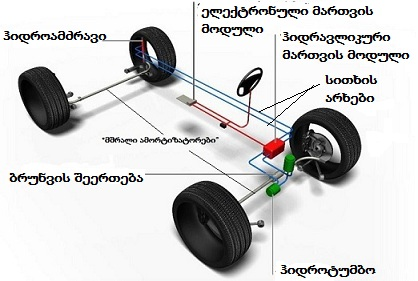 ელექტრონული მართვის
მოდული
ჰიდროამძრავი
ჰიდრავლიკური
მართვის მოდული
სითხის
არხები
"მშრალი ამორტიზატორები"
ბრუნვის შეერთება
ჰიდროტუმბო